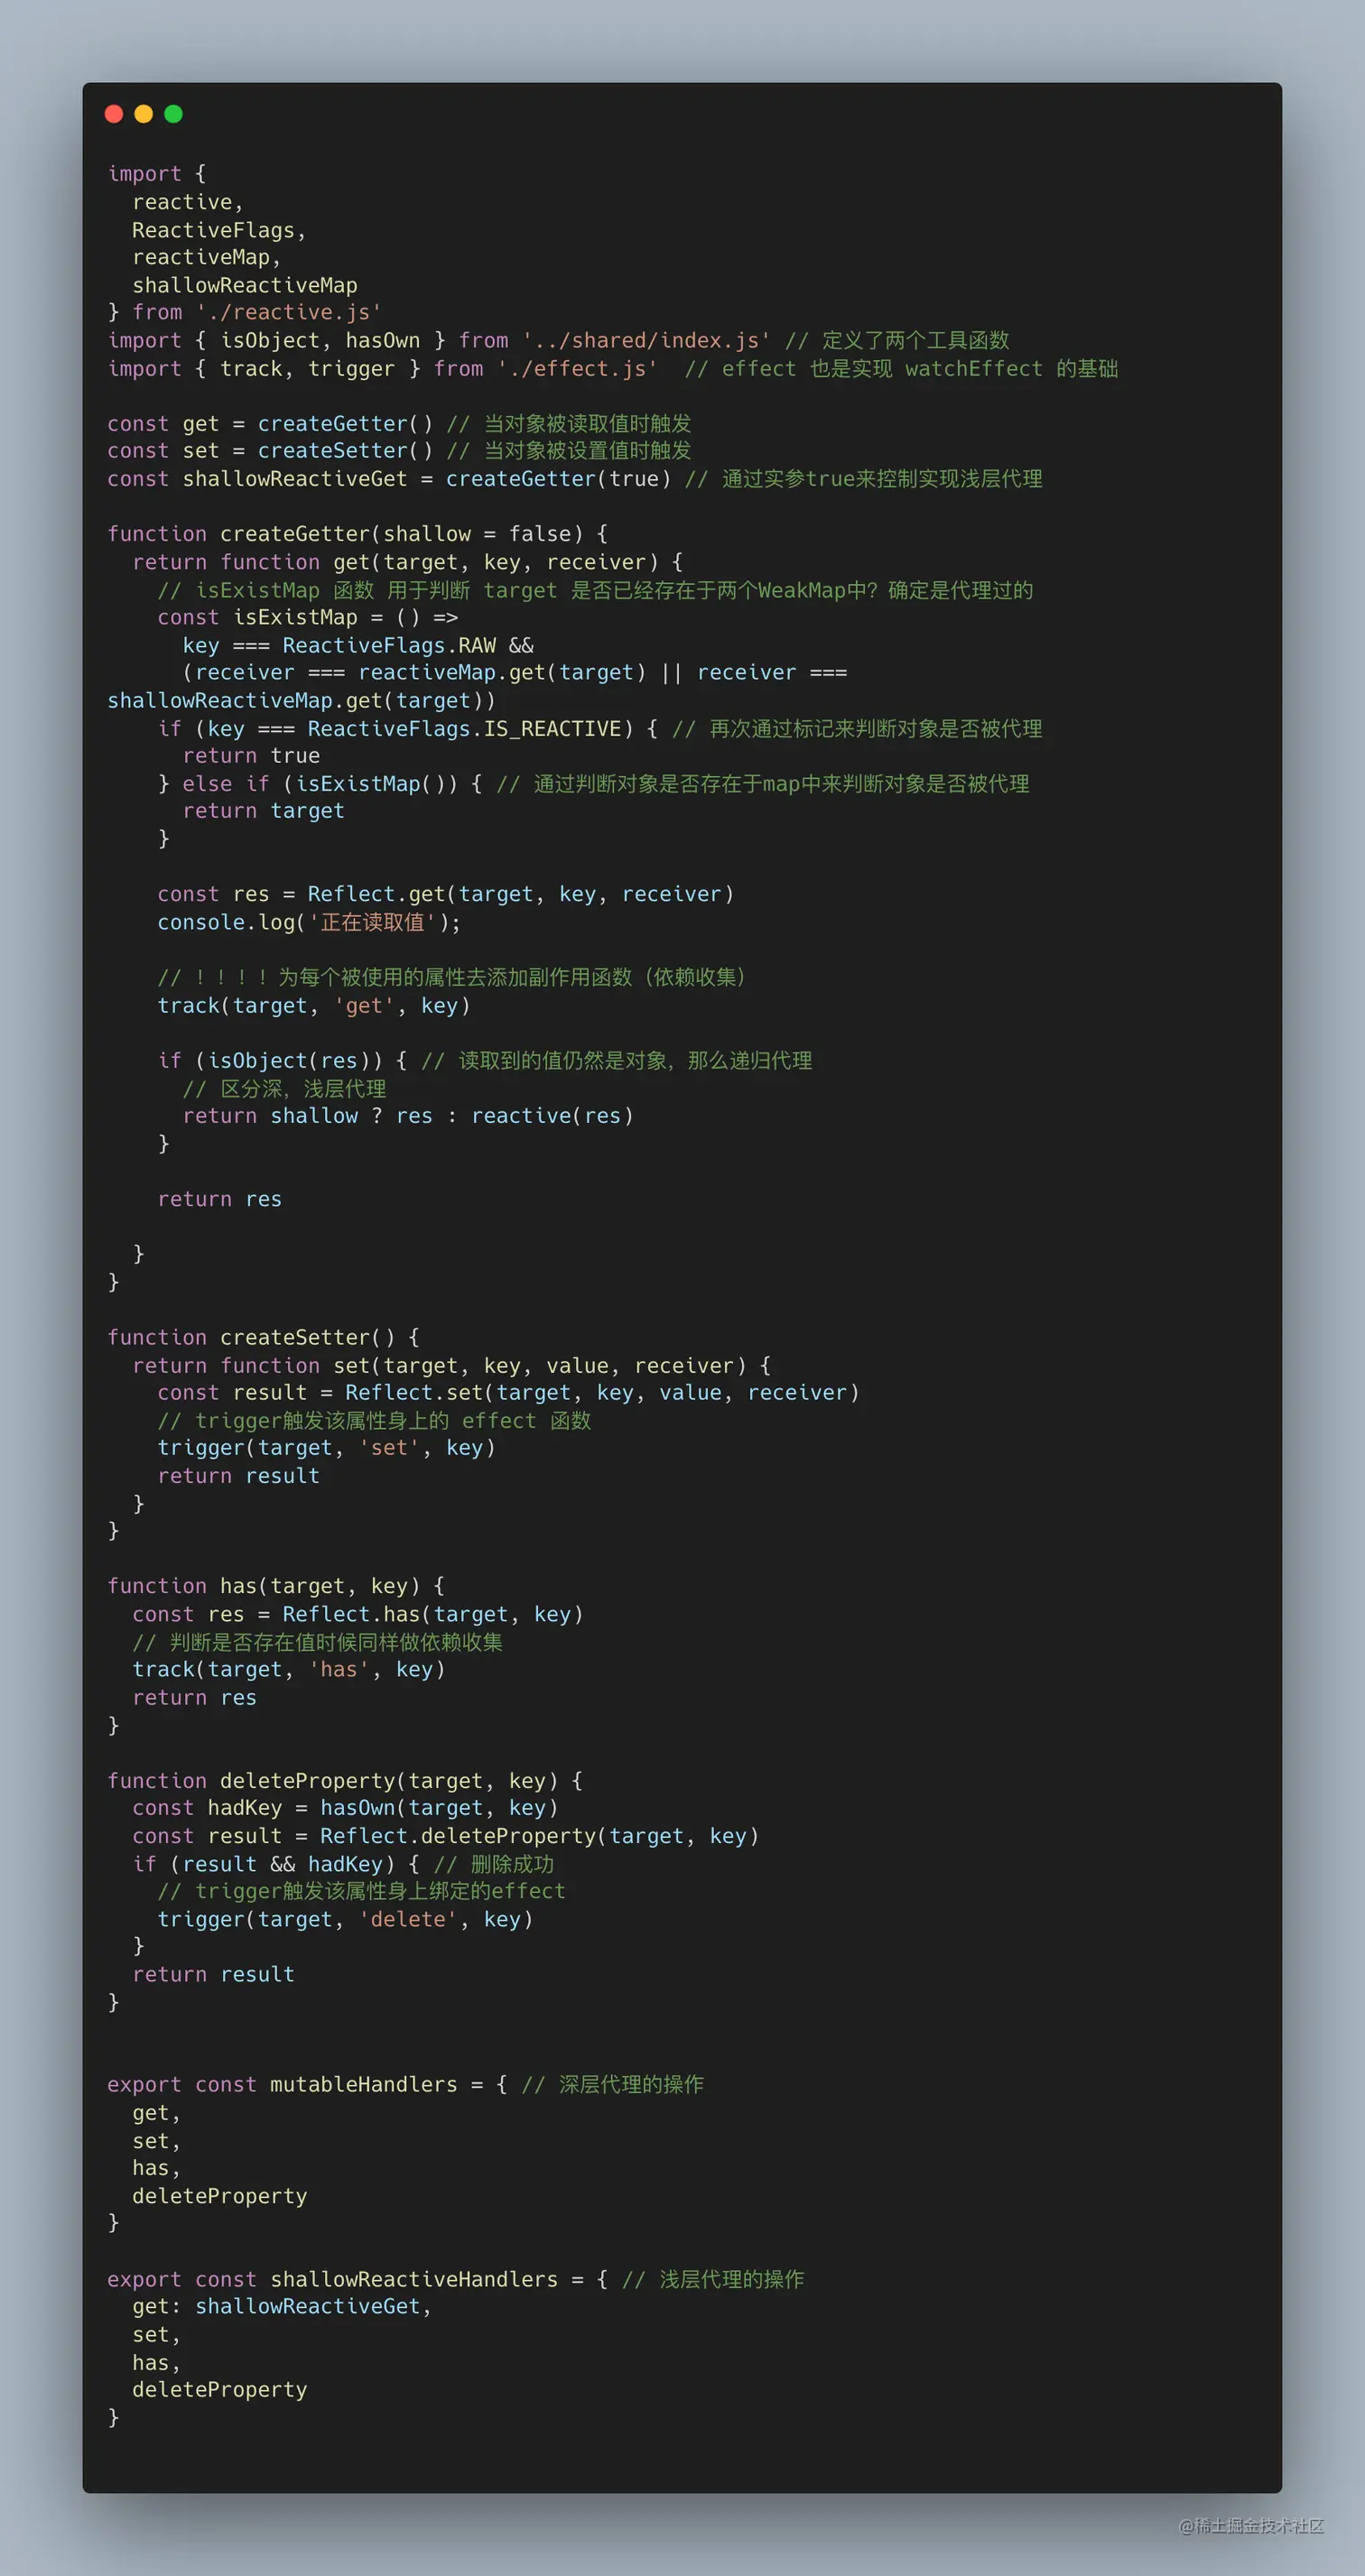 import {
  reactive,
  ReactiveFlags,
  reactiveMap,
  shallowReactiveMap
} from './reactive.js'
import { isObject, hasOwn } from '../shared/index.js' // 定义了两个工具函数
import { track, trigger } from './effect.js'  // effect 也是实现 watchEffect 的基础

const get = createGetter() // 当对象被读取值时触发
const set = createSetter() // 当对象被设置值时触发
const shallowReactiveGet = createGetter(true) // 通过实参true来控制实现浅层代理

function createGetter(shallow = false) {
  return function get(target, key, receiver) {
    // isExistMap 函数 用于判断 target 是否已经存在于两个WeakMap中？确定是代理过的
    const isExistMap = () =>
      key === ReactiveFlags.RAW &&
      (receiver === reactiveMap.get(target) || receiver ===
shallowReactiveMap.get(target))
    if (key === ReactiveFlags.IS_REACTIVE) { // 再次通过标记来判断对象是否被代理
      return true
    } else if (isExistMap()) { // 通过判断对象是否存在于map中来判断对象是否被代理
      return target
    }

    const res = Reflect.get(target, key, receiver)
    console.log('正在读取值');

    // ！！！！为每个被使用的属性去添加副作用函数（依赖收集）
    track(target, 'get', key)

    if (isObject(res)) { // 读取到的值仍然是对象，那么递归代理
      // 区分深，浅层代理
      return shallow ? res : reactive(res)
    }

    return res

  }
}

function createSetter() {
  return function set(target, key, value, receiver) {
    const result = Reflect.set(target, key, value, receiver)
    // trigger触发该属性身上的 effect 函数
    trigger(target, 'set', key)
    return result
  }
}

function has(target, key) {
  const res = Reflect.has(target, key)
  // 判断是否存在值时候同样做依赖收集
  track(target, 'has', key)
  return res
}

function deleteProperty(target, key) {
  const hadKey = hasOwn(target, key)
  const result = Reflect.deleteProperty(target, key)
  if (result && hadKey) { // 删除成功
    // trigger触发该属性身上绑定的effect
    trigger(target, 'delete', key)
  }
  return result
}


export const mutableHandlers = { // 深层代理的操作
  get,
  set,
  has,
  deleteProperty
}

export const shallowReactiveHandlers = { // 浅层代理的操作
  get: shallowReactiveGet,
  set,
  has,
  deleteProperty
}
@稀土掘金技术社区